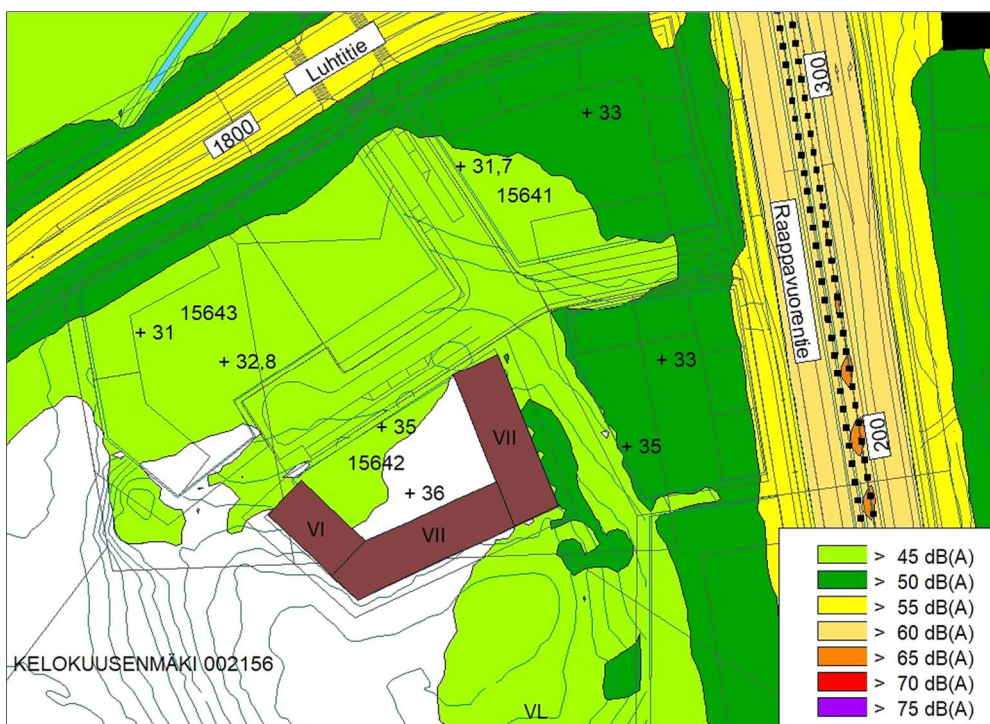 Luhtitie
300
+ 33
1800
+ 31,7
15641
Raappavuorentie
15643
+ 31
+ 32,8
+ 33
+ 35
VII
+ 35
200
15642
+ 36
VI
VII
> 45 dB(A)
> 50 dB(A)
> 55 dB(A)
> 60 dB(A)
> 65 dB(A)
> 70 dB(A)
> 75 dB(A)
KELOKUUSENMÄKI 002156
VL